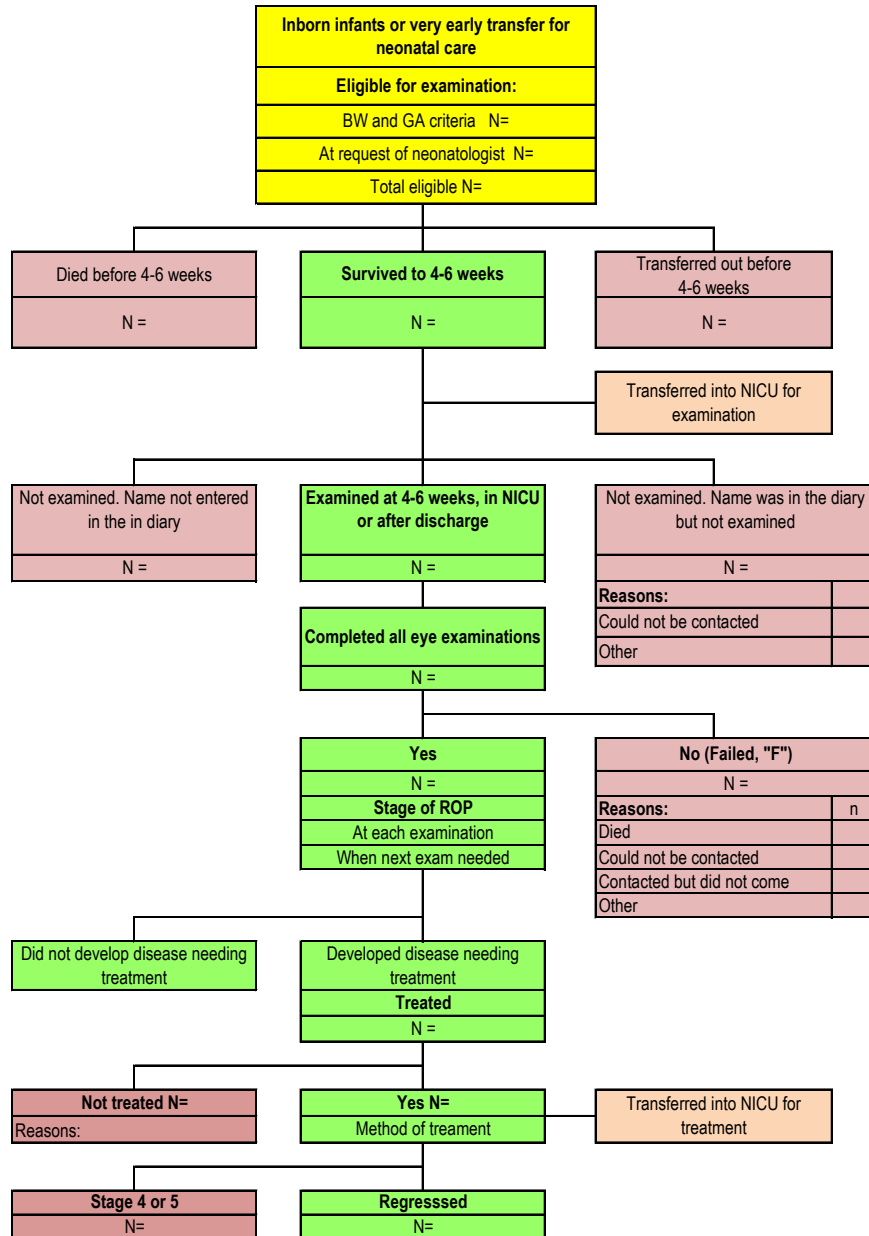 Inborn infants or very early transfer for
neonatal care
Eligible for examination:
BW and GA criteria N=
At request of neonatologist N=
Total eligible N=
Died before 4-6 weeks
N =
Survived to 4-6 weeks
N =
Transferred out before
4-6 weeks
N =
Transferred into NICU for
examination
Not examined. Name not entered
in the in diary
N =
Examined at 4-6 weeks, in NICU
or after discharge
N =
Not examined. Name was in the diary
but not examined
N =
Reasons:
Could not be contacted
Other
Completed all eye examinations
N =
Yes
N =
Stage of ROP
At each examination
When next exam needed
No (Failed, "F")
N =
Reasons: n
Died
Could not be contacted
Contacted but did not come
Other
Did not develop disease needing
treatment
Developed disease needing
treatment
Treated
N =
Not treated N=
Reasons:
Yes N=
Method of treament
Transferred into NICU for
treatment
Stage 4 or 5
N=
Regresssed
N=